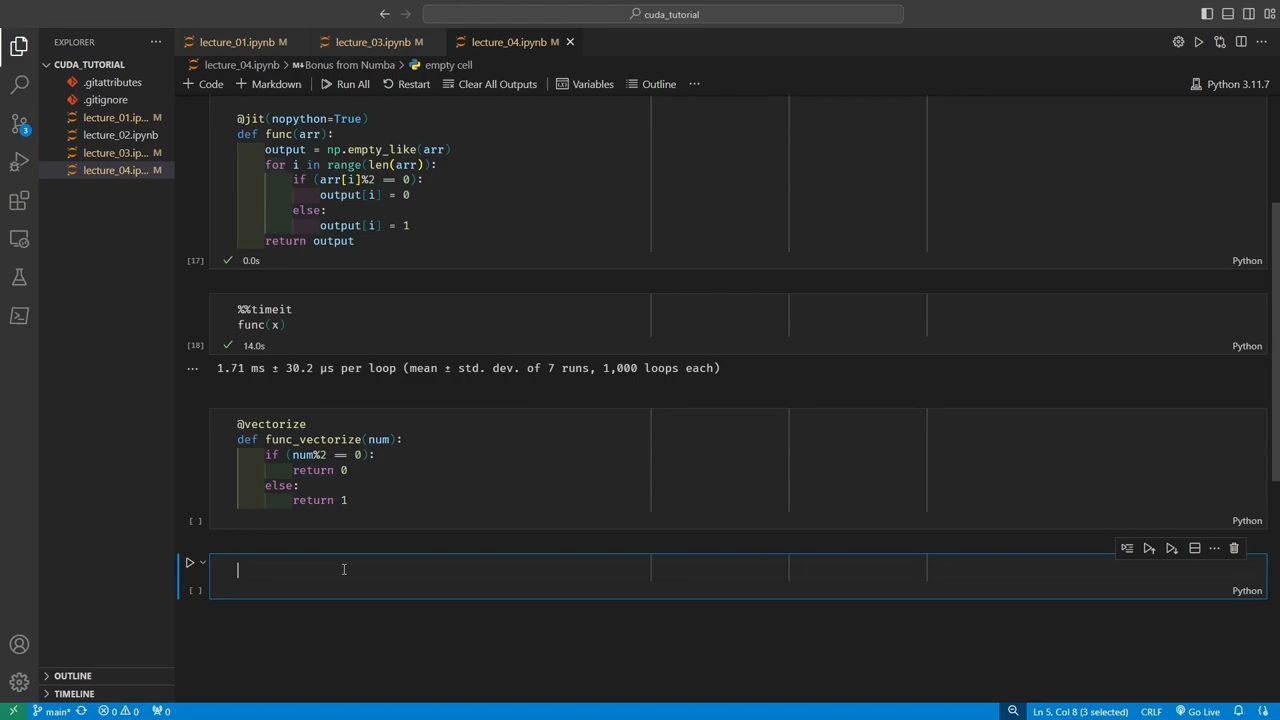 cuda_tutorial
EXPLORER
lecture_01.ipynb M
lecture_03.ipynb M
lecture_04.ipynb M
CUDA_TUTORIAL
.gitattributes
.gitignore
lecture_01.ip... M
lecture_02.ipynb
lecture_03.ip... M
lecture_04.ip... M
lecture_04.ipynb > M↓Bonus from Numba > empty cell
+ Code + Markdown Run All Restart Clear All Outputs Variables Outline ... Python 3.11.7
@jit(nopython=True)
def func(arr):
output = np.empty_like(arr)
for i in range(len(arr)):
if (arr[i]%2 == 0):
output[i] = 0
else:
output[i] = 1
return output
[17] ✓ 0.0s Python
%%timeit
func(x)
[18] ✓ 14.0s Python
... 1.71 ms ± 30.2 µs per loop (mean ± std. dev. of 7 runs, 1,000 loops each)
@vectorize
def func_vectorize(num):
if (num%2 == 0):
return 0
else:
return 1
[ ] Python
[ ] Python
3
OUTLINE
TIMELINE
main* 0 0 0 Ln 5, Col 8 (3 selected) CRLF Go Live